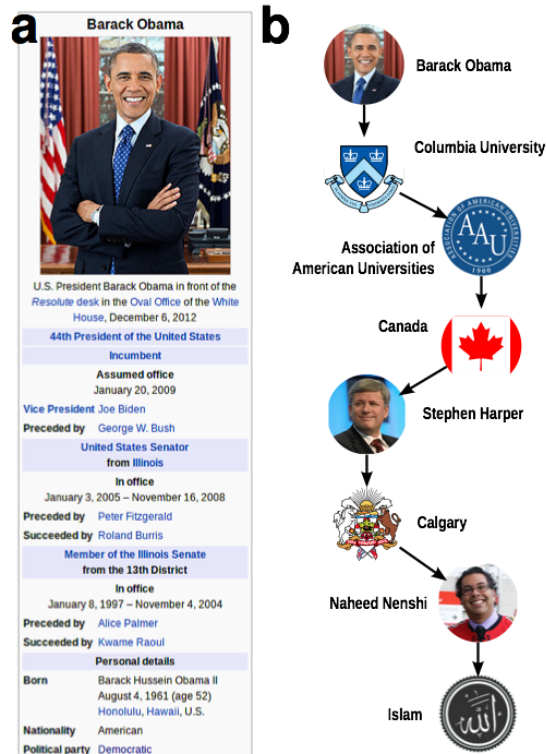 a
Barack Obama
U.S. President Barack Obama in front of the
Resolute desk in the Oval Office of the White
House, December 6, 2012
44th President of the United States
Incumbent
Assumed office
January 20, 2009
Vice President Joe Biden
Preceded by George W. Bush
United States Senator
from Illinois
In office
January 3, 2005 – November 16, 2008
Preceded by Peter Fitzgerald
Succeeded by Roland Burris
Member of the Illinois Senate
from the 13th District
In office
January 8, 1997 – November 4, 2004
Preceded by Alice Palmer
Succeeded by Kwame Raoul
Personal details
Born Barack Hussein Obama II
August 4, 1961 (age 52)
Honolulu, Hawaii, U.S.
Nationality American
Political party Democratic
b
Barack Obama
Columbia University
ASSOCIATION OF AMERICAN UNIVERSITIES
AAU
1900
Association of
American Universities
Canada
Stephen Harper
Calgary
Naheed Nenshi
Islam
الله